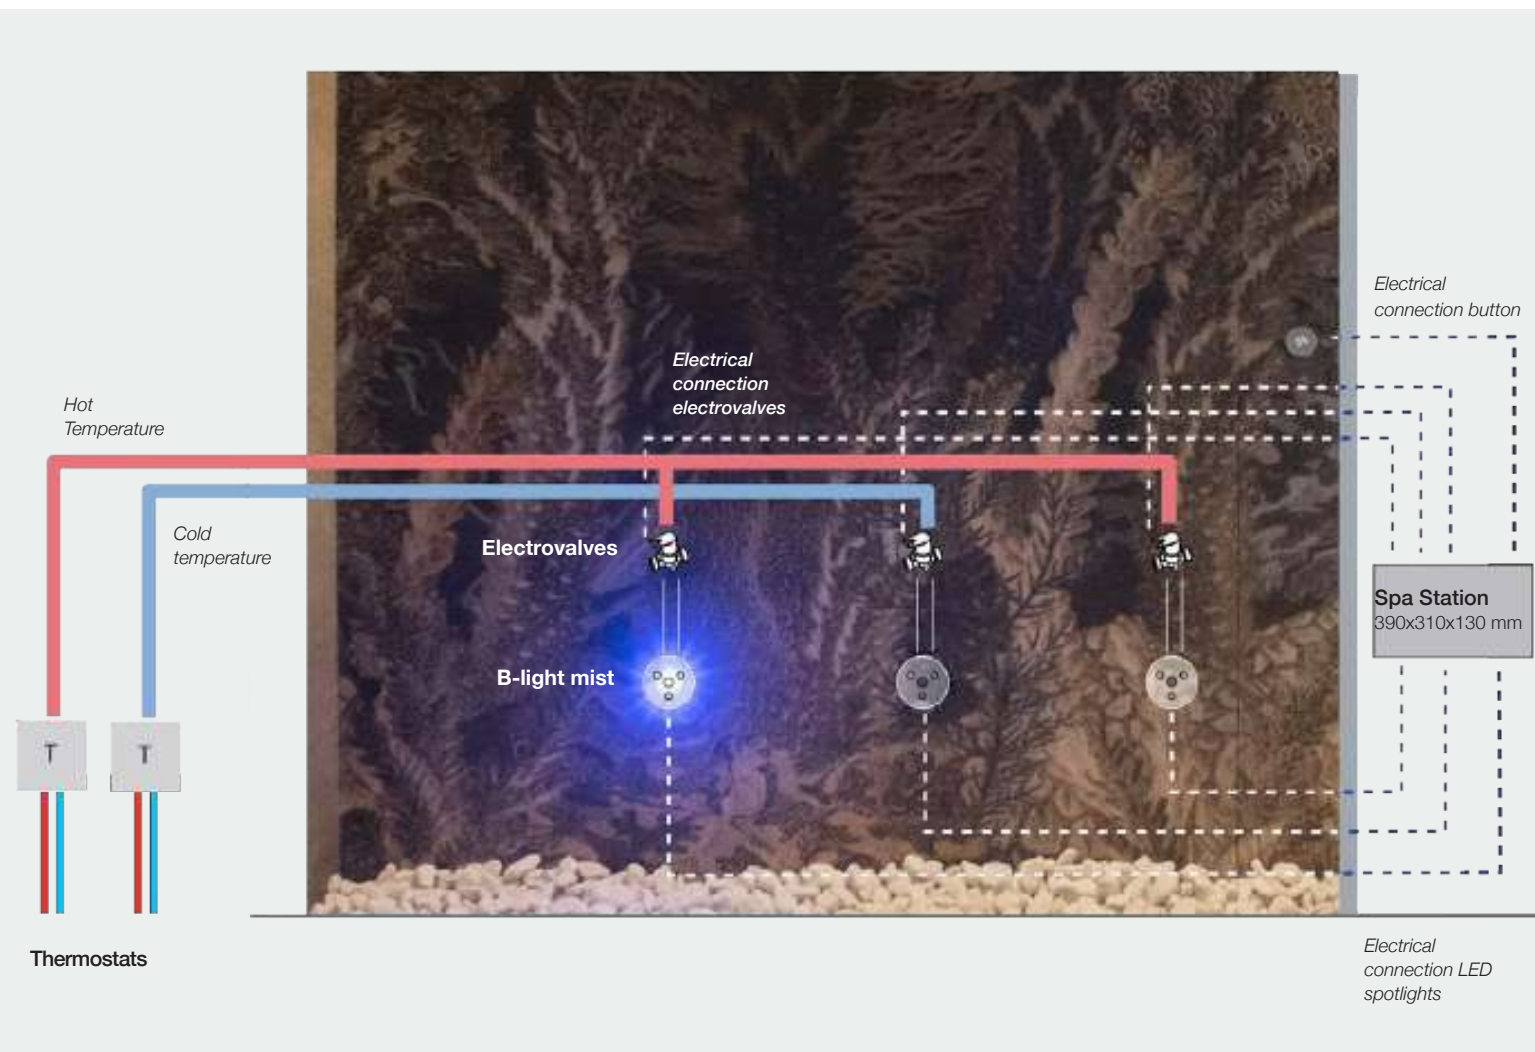 Electrical
connection button
Electrical
connection
electrovalves
Hot
Temperature
Cold
temperature
Electrovalves
Spa Station
390x310x130 mm
B-light mist
T
T
Thermostats
Electrical
connection LED
spotlights